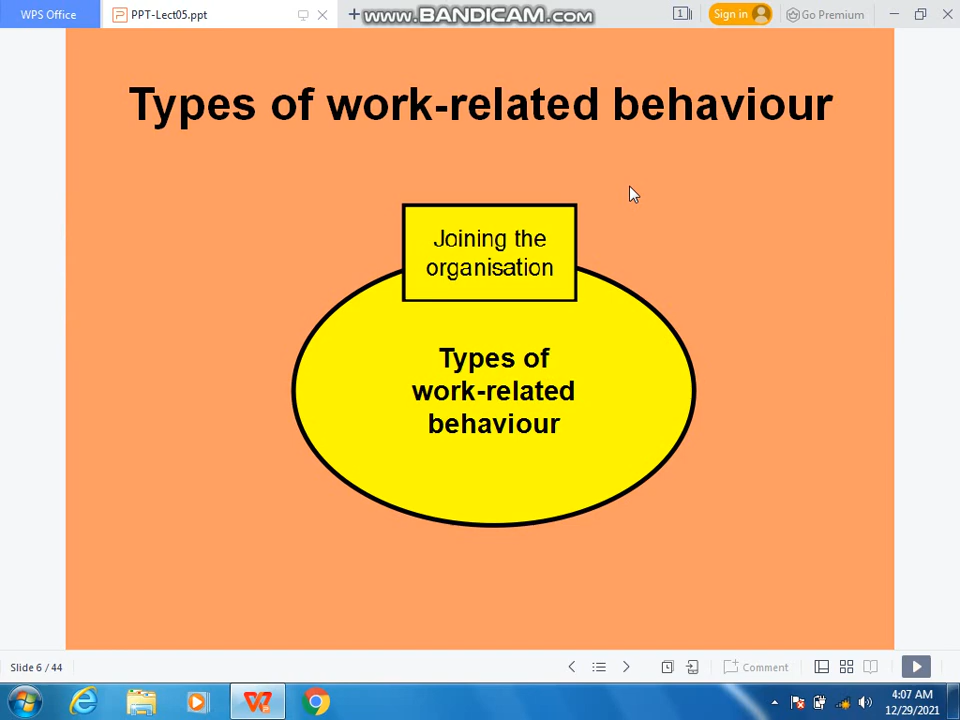 WPS Office
PPT-Lect05.ppt
WWW.BANDICAM.COM
1
Sign in
Go Premium
Types of work-related behaviour
Joining the
organisation
Types of
work-related
behaviour
Slide 6 / 44
Comment
4:07 AM
12/29/2021